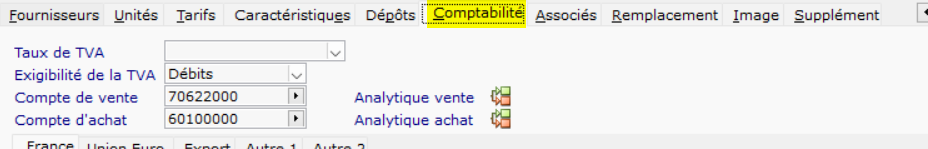 Fournisseurs Unités Tarifs Caractéristiques Dépôts Comptabilité Associés Remplacement Image Supplément
Taux de TVA
Exigibilité de la TVA Débits
Compte de vente 70622000 Analytique vente
Compte d'achat 60100000 Analytique achat
France Union Euro Export Autre 1 Autre 2